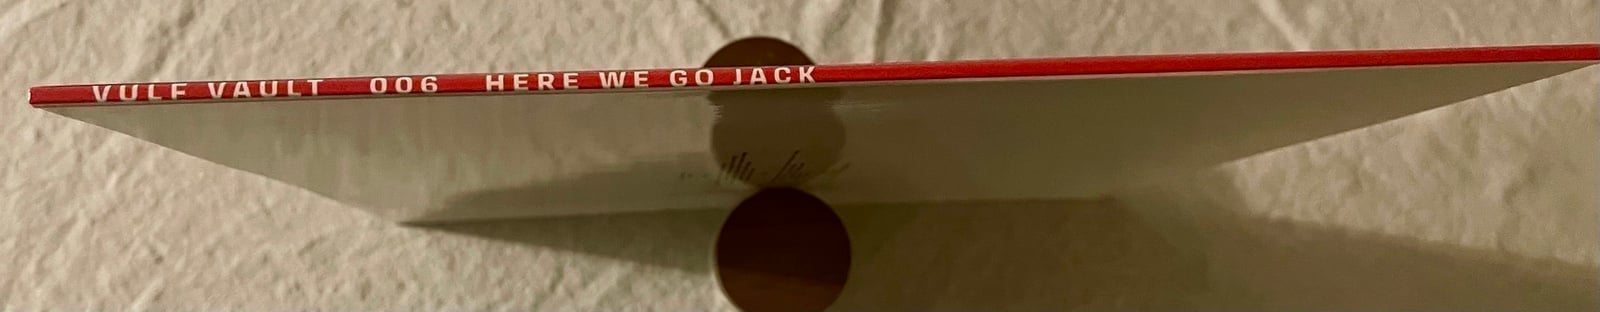 VULF VAULT 006 HERE WE GO JACK